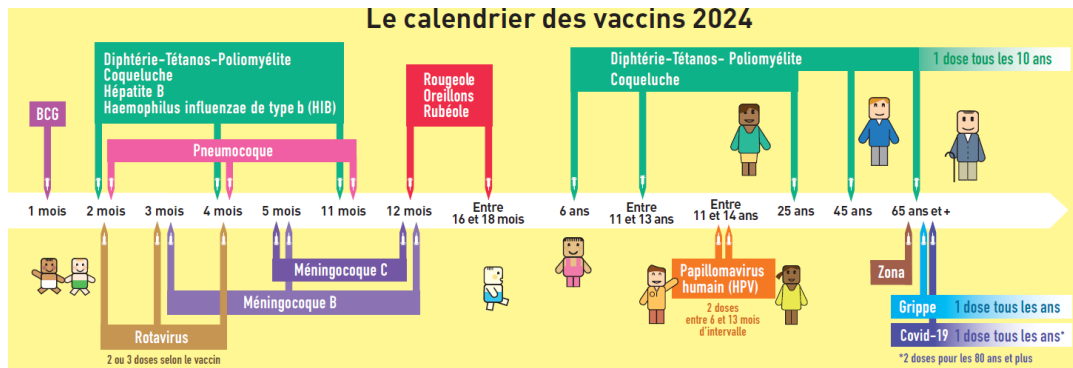 Le calendrier des vaccins 2024
BCG
Diphtérie-Tétanos-Poliomyélite
Coqueluche
Hépatite B
Haemophilus influenzae de type b (HIB)
Pneumocoque
Rougeole
Oreillons
Rubéole
Diphtérie-Tétanos- Poliomyélite
Coqueluche
1 dose tous les 10 ans
1 mois
2 mois
3 mois
4 mois
5 mois
11 mois
12 mois
Entre
16 et 18 mois
6 ans
Entre
11 et 13 ans
Entre
11 et 14 ans
25 ans
45 ans
65 ans et +
Méningocoque C
Méningocoque B
Rotavirus
2 ou 3 doses selon le vaccin
Papillomavirus
humain (HPV)
2 doses
entre 6 et 13 mois
d'intervalle
Zona
Grippe 1 dose tous les ans
Covid-19 1 dose tous les ans*
*2 doses pour les 80 ans et plus